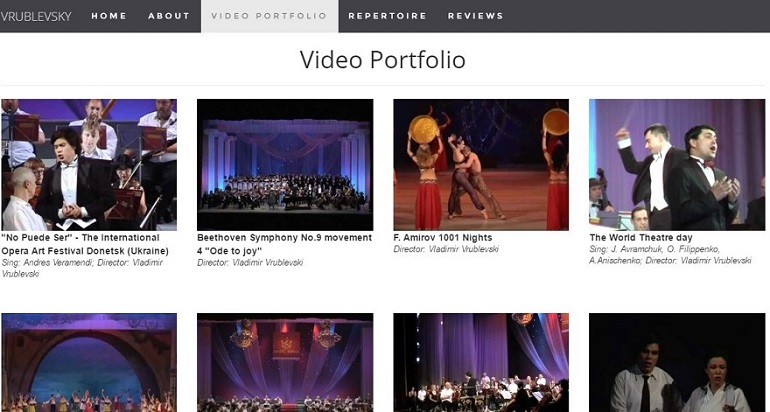 VRUBLEVSKY HOME ABOUT VIDEO PORTFOLIO REPERTOIRE REVIEWS
Video Portfolio
"No Puede Ser" - The International
Opera Art Festival Donetsk (Ukraine)
Sing: Andres Veramendi; Director: Vladimir
Vrublevski
Beethoven Symphony No.9 movement
4 "Ode to joy"
Director: Vladimir Vrublevski
F. Amirov 1001 Nights
Director: Vladimir Vrublevski
The World Theatre day
Sing: J. Avramchuk, O. Filippenko,
A.Anischenko; Director: Vladimir Vrublevski